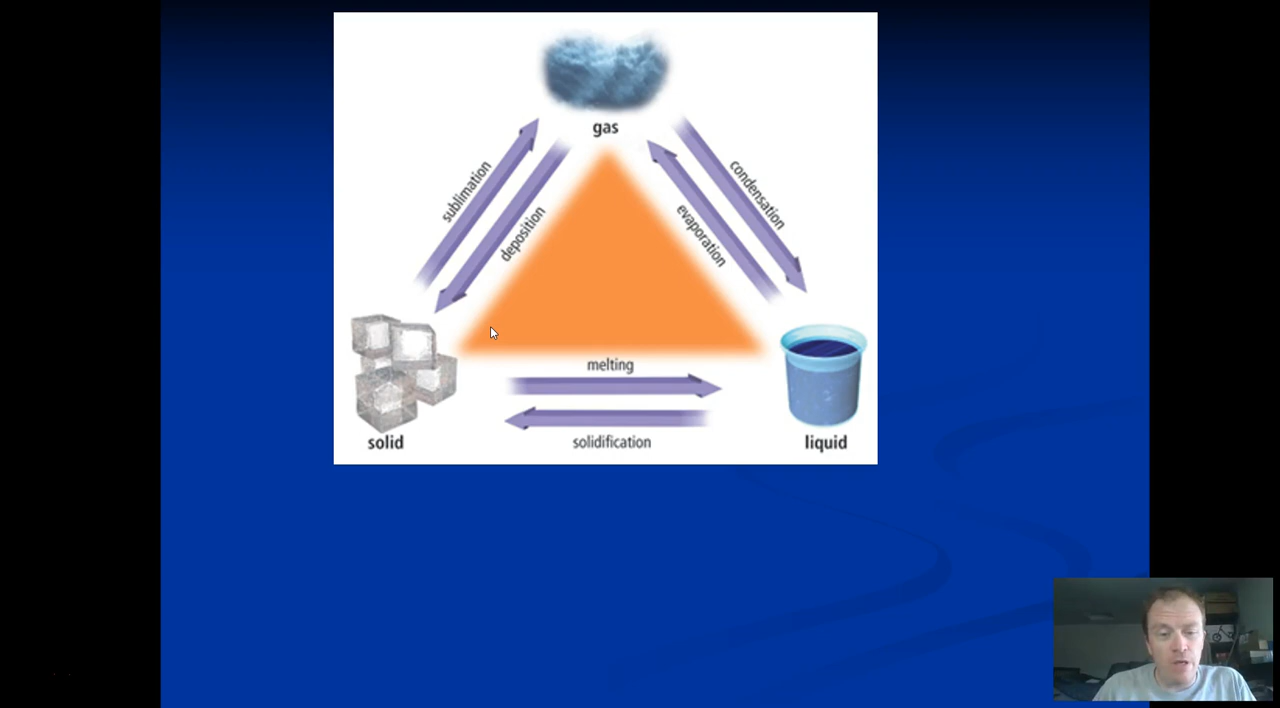 gas
sublimation
deposition
condensation
evaporation
melting
solidification
solid
liquid